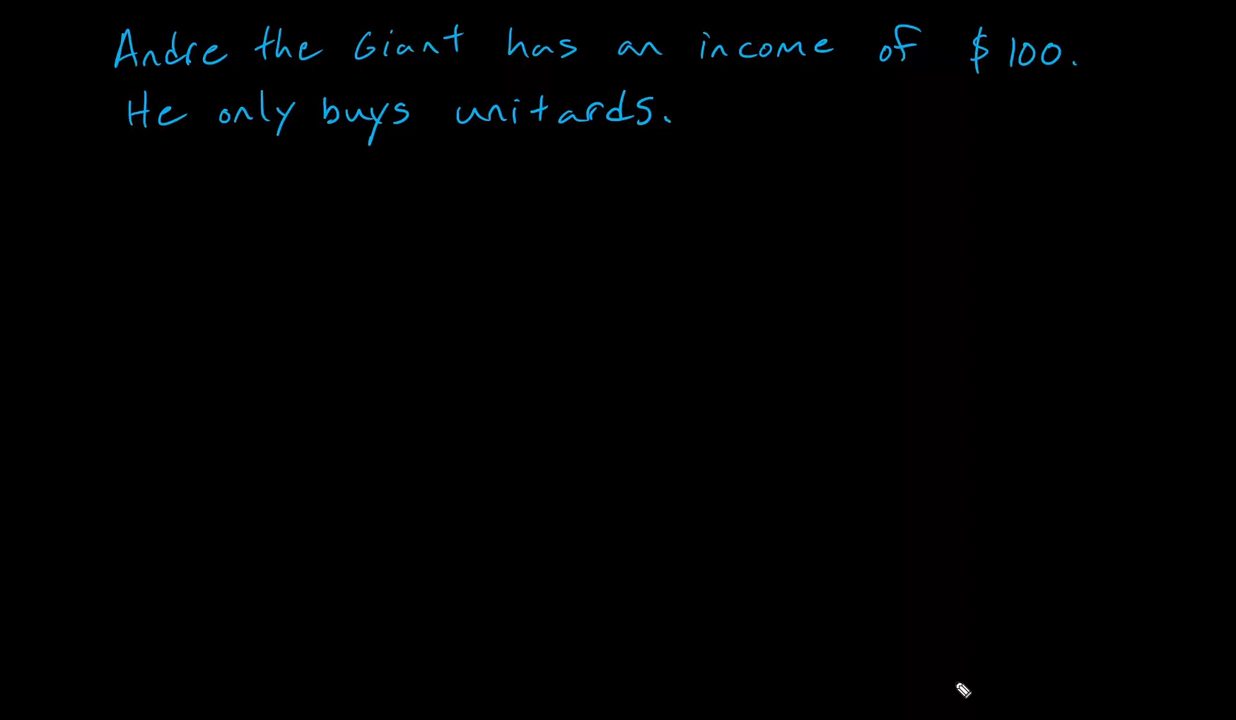 Andre the Giant has an income of $100.
He only buys unitards.